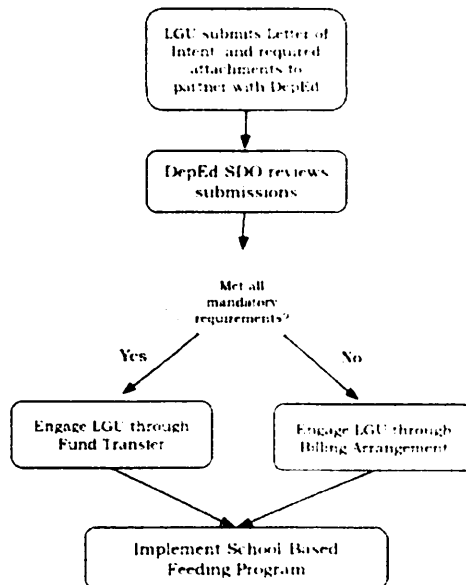 LGU submits Letter of
Intent and required
attachments to
partner with DepEd
DepEd SDO reviews
submissions
Met all
mandatory
requirements?
Yes
No
Engage LGU through
Fund Transfer
Engage LGU through
Billing Arrangement
Implement School Based
Feeding Program